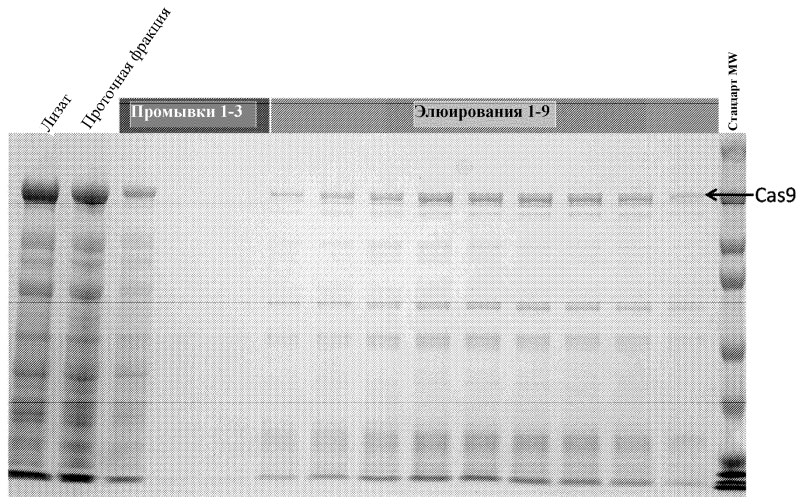 Лизат
Проточная фракция
Промывки 1-3
Элюирования 1-9
Стандарт MW
Cas9